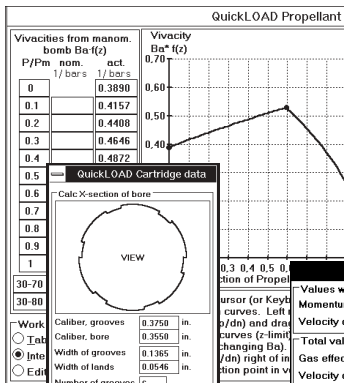 QuickLOAD Propellant
Vivacities from manom.
bomb Ba·f(z)
P/Pm nom. act.
1/ bars 1/ bars
0 0.3890
0.1 0.4157
0.2 0.4408
0.3 0.4646
0.4 0.4872
0.5
0.6
0.7
0.8
0.9
1
30-70
30-80
Vivacity
Ba* f(z)
0,70
0,60
0,40
QuickLOAD Cartridge data
Calc X-section of bore
VIEW
Caliber, grooves 0.3750 in.
Caliber, bore 0.3550 in.
Width of grooves 0.1365 in.
Width of lands 0.0546 in.
Number of grooves 6
0,3 0,4 0,5 0,
ction of Propel
ursor (or Keyb
curves. Left
p/dn) and drag
curves (z-limit
changing Ba).
/dn) right of in
ction point in v
Values w
Momentu
Velocity
Total val
Gas effec
Velocity
Work
Tab
Inte
Edi